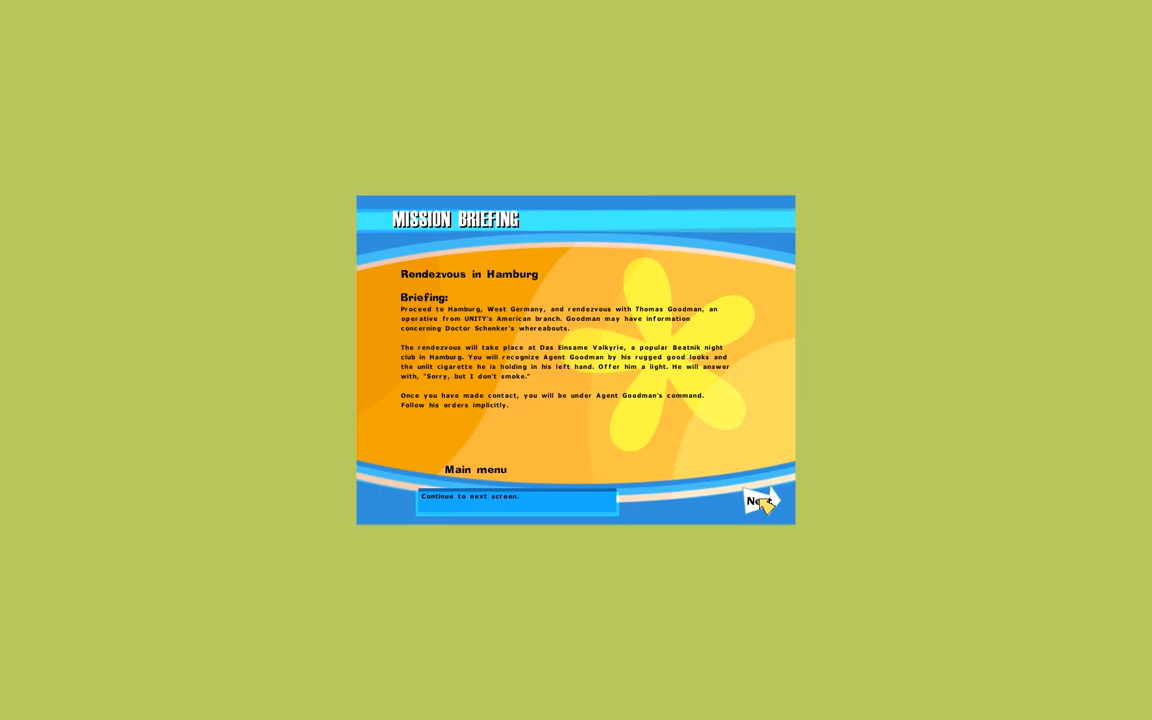 MISSION BRIEFING
Rendezvous in Hamburg
Briefing:
Proceed to Hamburg, West Germany, and rendezvous with Thomas Goodman, an
operative from UNITY's American branch. Goodman may have information
concerning Doctor Schenker's whereabouts.
The rendezvous will take place at Das Einsame Valkyrie, a popular Beatnik night
club in Hamburg. You will recognize Agent Goodman by his rugged good looks and
the unlit cigarette he is holding in his left hand. Offer him a light. He will answer
with, "Sorry, but I don't smoke."
Once you have made contact, you will be under Agent Goodman's command.
Follow his orders implicitly.
Main menu
Continue to next screen.
Next